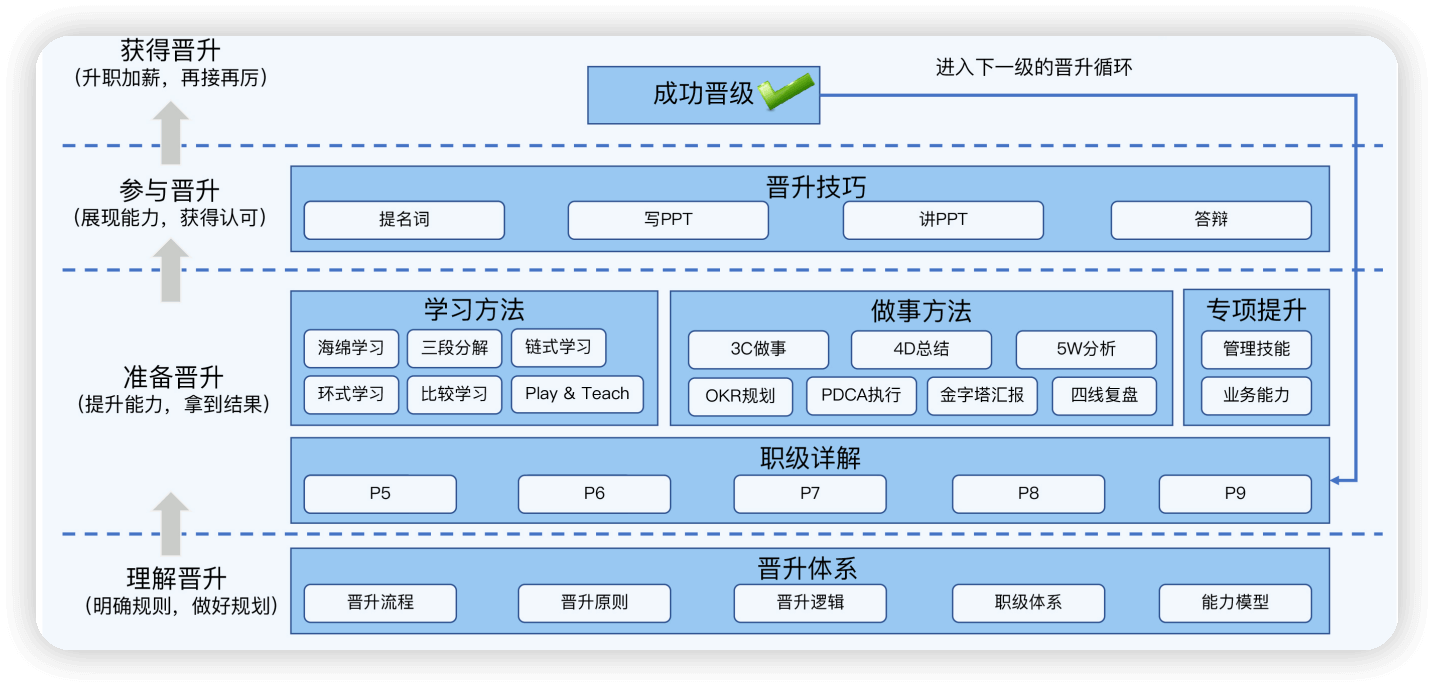 获得晋升
（升职加薪，再接再厉）
成功晋级
进入下一级的晋升循环
参与晋升
（展现能力，获得认可）
晋升技巧
提名词
写PPT
讲PPT
答辩
准备晋升
（提升能力，拿到结果）
学习方法
海绵学习
三段分解
链式学习
环式学习
比较学习
Play & Teach
做事方法
3C做事
4D总结
5W分析
OKR规划
PDCA执行
金字塔汇报
四线复盘
专项提升
管理技能
业务能力
职级详解
P5
P6
P7
P8
P9
理解晋升
（明确规则，做好规划）
晋升体系
晋升流程
晋升原则
晋升逻辑
职级体系
能力模型